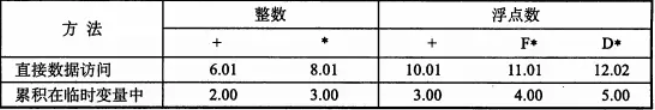 方 法 整数 浮点数
+ * + F* D*
直接数据访问 6.01 8.01 10.01 11.01 12.02
累积在临时变量中 2.00 3.00 3.00 4.00 5.00